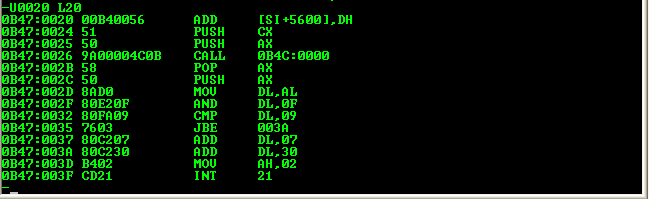 -U0020 L20
0B47:0020 00B40056 ADD [SI+5600],DH
0B47:0024 51 PUSH CX
0B47:0025 50 PUSH AX
0B47:0026 9A00004C0B CALL 0B4C:0000
0B47:002B 58 POP AX
0B47:002C 50 PUSH AX
0B47:002D 8AD0 MOV DL,AL
0B47:002F 80E20F AND DL,0F
0B47:0032 80FA09 CMP DL,09
0B47:0035 7603 JBE 003A
0B47:0037 80C207 ADD DL,07
0B47:003A 80C230 ADD DL,30
0B47:003D B402 MOV AH,02
0B47:003F CD21 INT 21
-